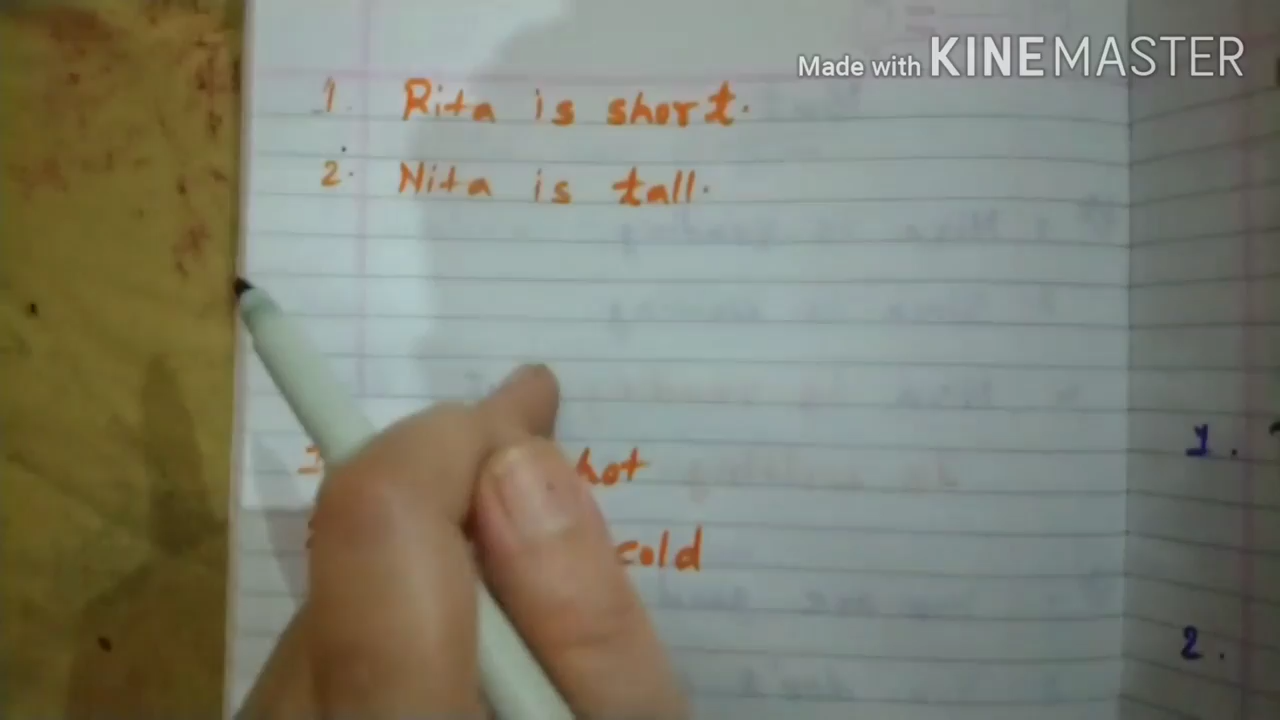 Made with KINEMASTER
1. Rita is short.
2. Nita is tall.
hot
cold
1.
2.